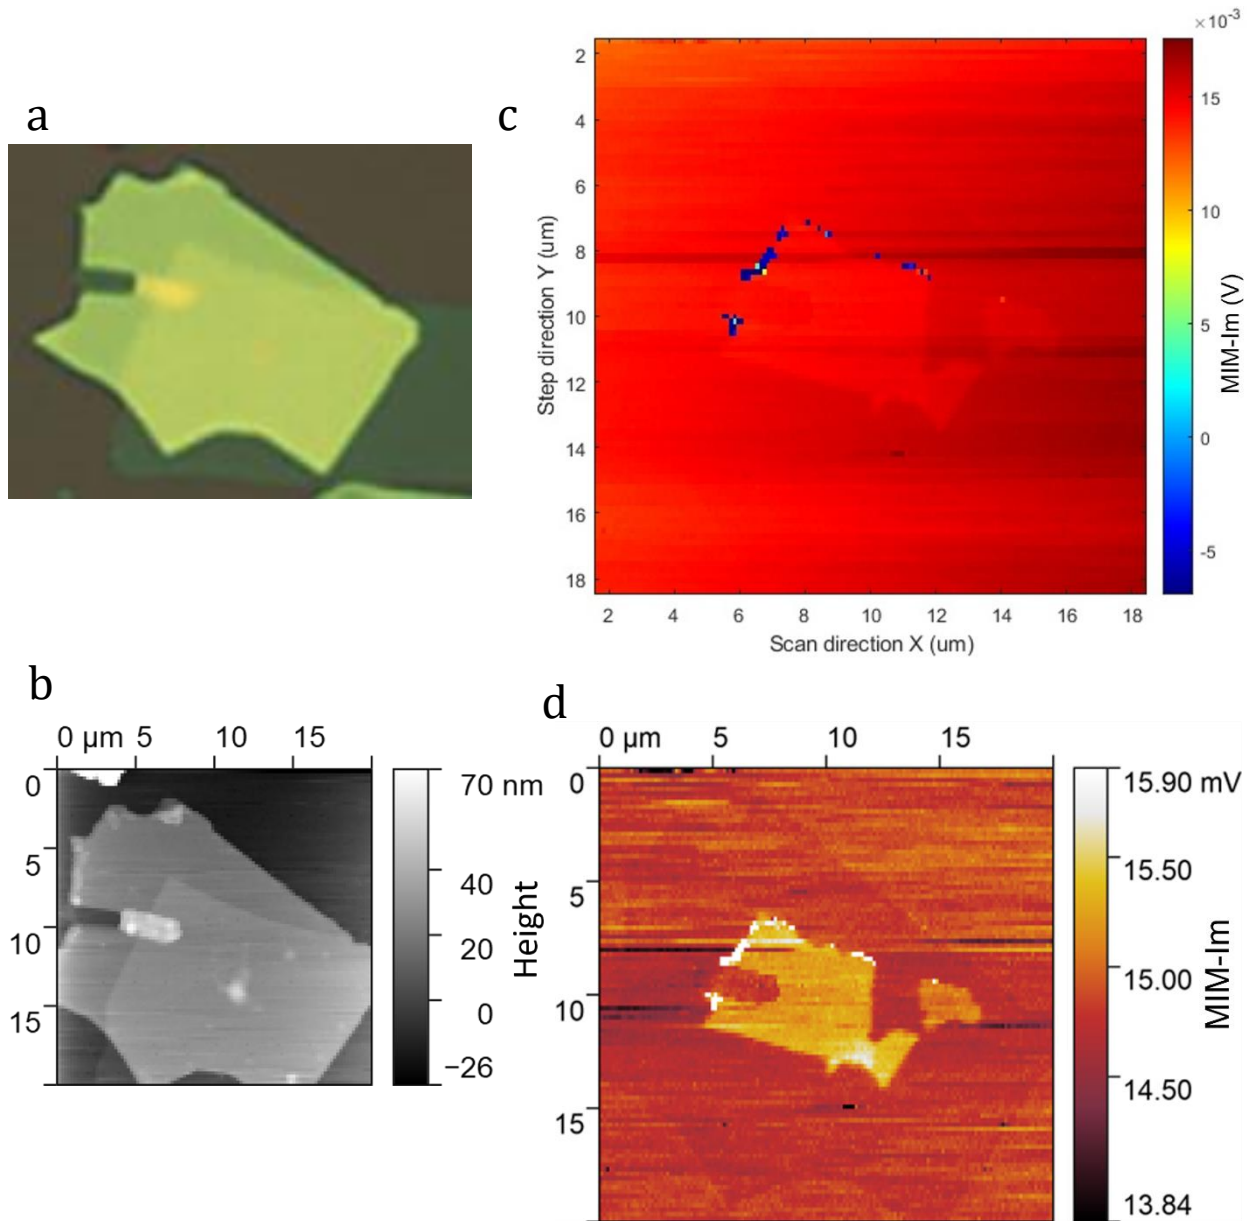 a
c
×10⁻³
2
4
6
8
10
12
14
16
18
Step direction Y (um)
2 4 6 8 10 12 14 16 18
Scan direction X (um)
15
10
5
0
-5
MIM-Im (V)
b
0 µm 5 10 15
0
5
10
15
70 nm
40
20
0
−26
Height
d
0 µm 5 10 15
0
5
10
15
15.90 mV
15.50
15.00
14.50
13.84
MIM-Im